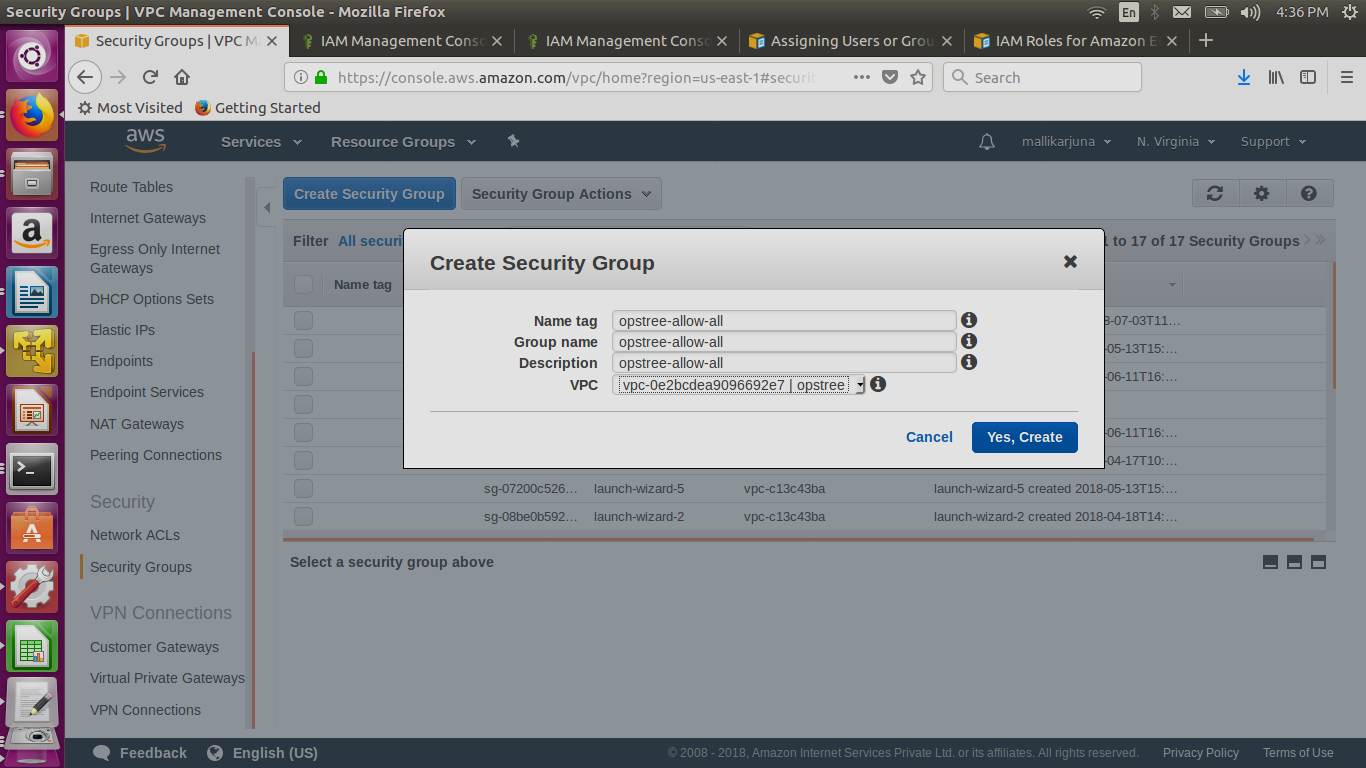 Security Groups | VPC Management Console - Mozilla Firefox
En
4:36 PM
Security Groups | VPC M
IAM Management Conso
IAM Management Conso
Assigning Users or Grou
IAM Roles for Amazon E
https://console.aws.amazon.com/vpc/home?region=us-east-1#securi
Search
Most Visited
Getting Started
aws
Services
Resource Groups
mallikarjuna
N. Virginia
Support
Route Tables
Internet Gateways
Egress Only Internet
Gateways
DHCP Options Sets
Elastic IPs
Endpoints
Endpoint Services
NAT Gateways
Peering Connections
Security
Network ACLs
Security Groups
VPN Connections
Customer Gateways
Virtual Private Gateways
VPN Connections
Create Security Group
Security Group Actions
Filter All securi
1 to 17 of 17 Security Groups
Name tag
8-07-03T11...
-05-13T15:...
-06-11T16:...
-06-11T16:...
-04-17T10:...
sg-07200c526... launch-wizard-5 vpc-c13c43ba launch-wizard-5 created 2018-05-13T15:...
sg-08be0b592... launch-wizard-2 vpc-c13c43ba launch-wizard-2 created 2018-04-18T14:...
Create Security Group
Name tag opstree-allow-all
Group name opstree-allow-all
Description opstree-allow-all
VPC vpc-0e2bcdea9096692e7 | opstree
Cancel
Yes, Create
Select a security group above
Feedback
English (US)
© 2008 - 2018, Amazon Internet Services Private Ltd. or its affiliates. All rights reserved.
Privacy Policy
Terms of Use